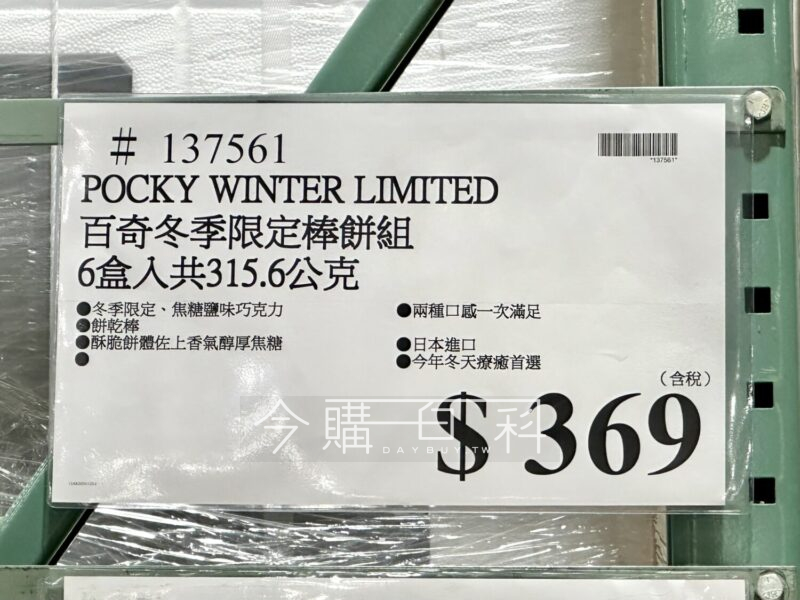 # 137561
*137561*
POCKY WINTER LIMITED
百奇冬季限定棒餅組
6盒入共315.6公克
●冬季限定、焦糖鹽味巧克力
●餅乾棒
●酥脆餅體佐上香氣醇厚焦糖
●
●兩種口感一次滿足
●日本進口
●今年冬天療癒首選
(含稅)
$ 369
今購百科
DAYBUY.TW